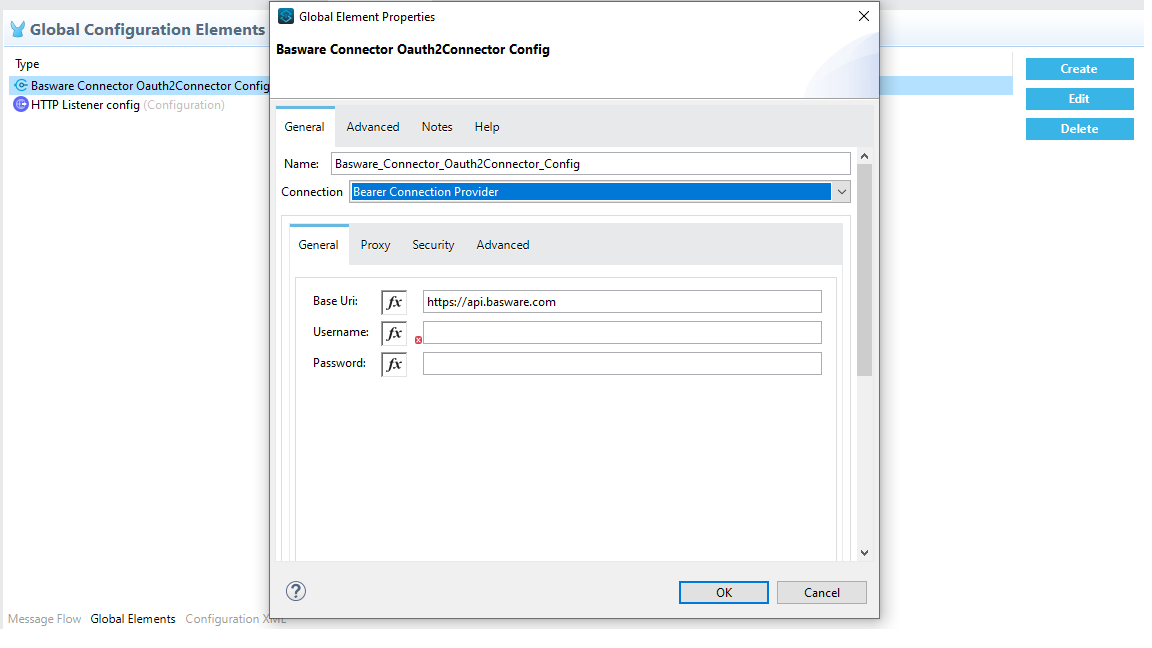 Global Element Properties
Global Configuration Elements
Basware Connector Oauth2Connector Config
Type
Create
Basware Connector Oauth2Connector Config
Edit
HTTP Listener config (Configuration)
Delete
General Advanced Notes Help
Name: Basware_Connector_Oauth2Connector_Config
Connection Bearer Connection Provider
General Proxy Security Advanced
Base Uri: fx https://api.basware.com
Username: fx
Password: fx
? OK Cancel
Message Flow Global Elements Configuration XML